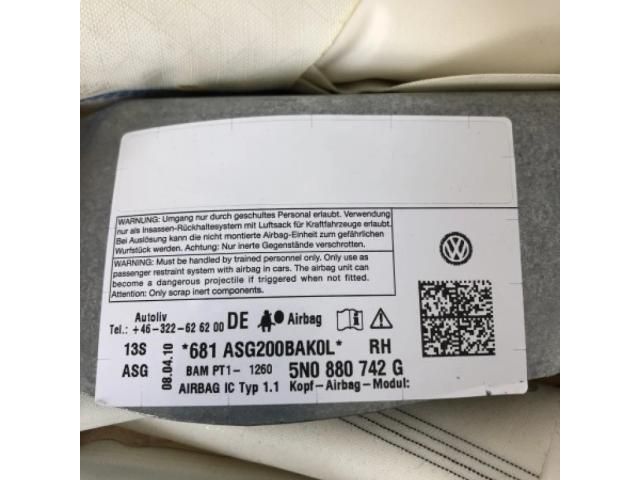 WARNUNG: Umgang nur durch geschultes Personal erlaubt. Verwendung
nur als Insassen-Rückhaltesystem mit Luftsack für Kraftfahrzeuge erlaubt.
Bei Auslösung kann die nicht montierte Airbag-Einheit zum gefährlichen
Wurfstück werden. Achtung: Nur inerte Gegenstände verschrotten.
WARNING: Must be handled by trained personnel only. Only use as
passenger restraint system with airbag in cars. The airbag unit can
become a dangerous projectile if triggered when not fitted.
Attention: Only scrap inert components.
Autoliv
Tel.: +46-322-62 62 00 DE Airbag
13S 08.04.10 *681 ASG200BAK0L* RH
ASG BAM PT1- 1260 5N0 880 742 G
AIRBAG IC Typ 1.1 Kopf-Airbag-Modul: